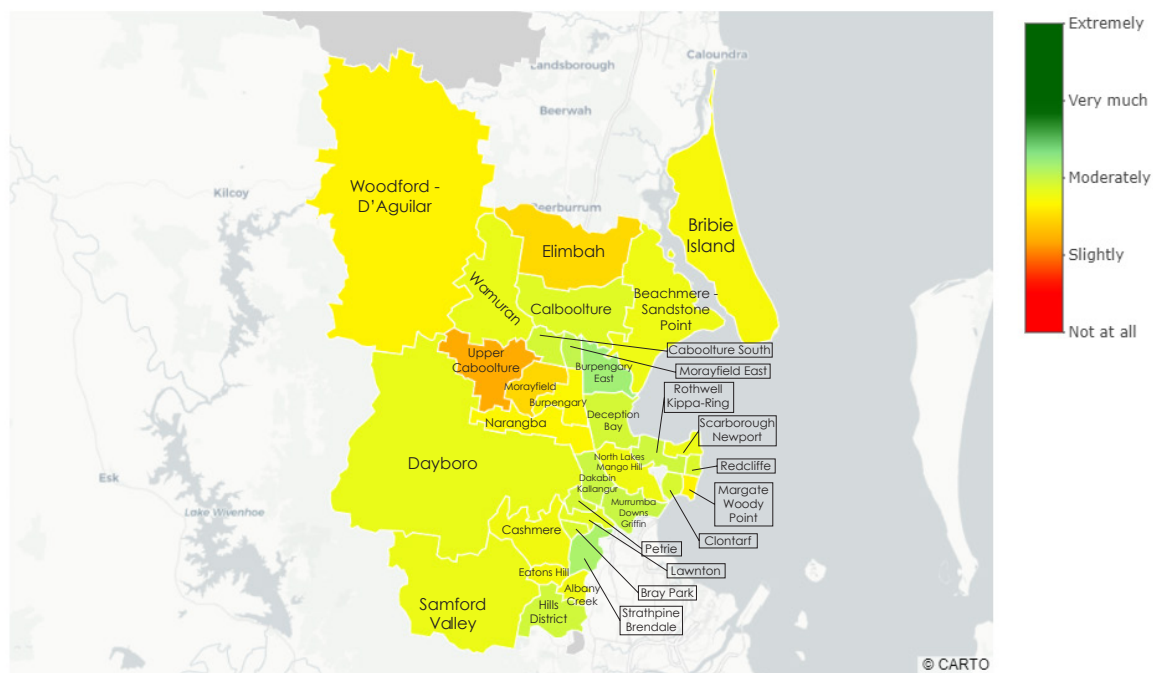 Extremely
Very much
Moderately
Slightly
Not at all
Caloundra
Landsborough
Beerwah
Kilcoy
Beerburrum
Woodford -
D'Aguilar
Bribie
Island
Elimbah
Wamuran
Calboolture
Beachmere -
Sandstone
Point
Caboolture South
Upper
Caboolture
Morayfield East
Burpengary
East
Morayfield
Burpengary
Rothwell
Kippa-Ring
Narangba
Deception
Bay
Scarborough
Newport
Dayboro
North Lakes
Mango Hill
Redcliffe
Esk
Dakabin
Kallangur
Margate
Woody
Point
Lake Wivenhoe
Murrumba
Downs
Griffin
Cashmere
Clontarf
Petrie
Lawnton
Eatons Hill
Albany
Creek
Bray Park
Samford
Valley
Hills
District
Strathpine
Brendale
© CARTO